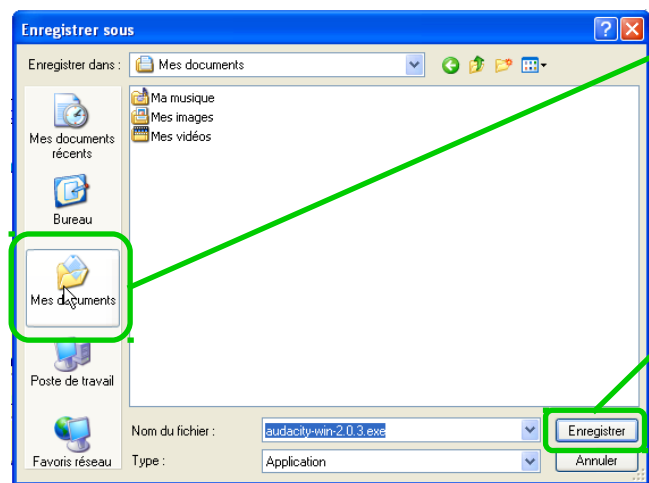 Enregistrer sous
Enregistrer dans :
Mes documents
Ma musique
Mes images
Mes vidéos
Mes documents
récents
Bureau
Mes documents
Poste de travail
Favoris réseau
Nom du fichier :
audacity-win-2.0.3.exe
Enregistrer
Type :
Application
Annuler